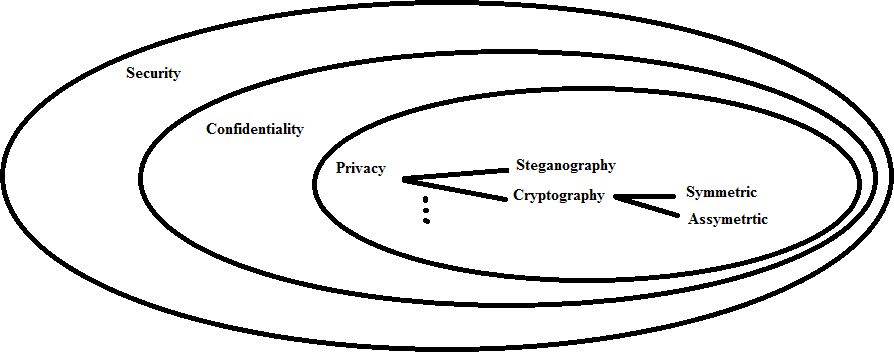 Security
Confidentiality
Privacy
Steganography
Cryptography
Symmetric
Assymetrtic